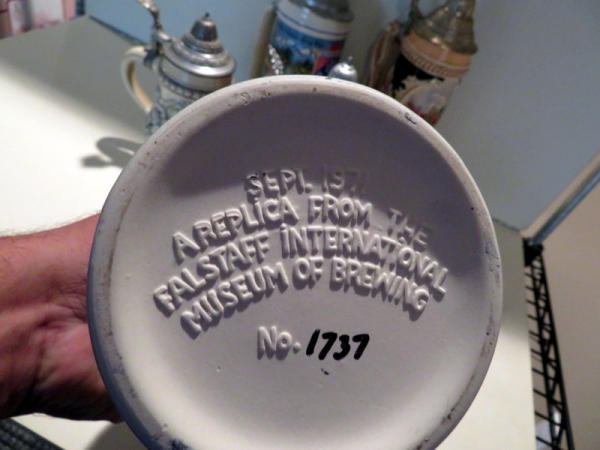 SEPT. 1971
A REPLICA FROM THE
FALSTAFF INTERNATIONAL
MUSEUM OF BREWING
No. 1737